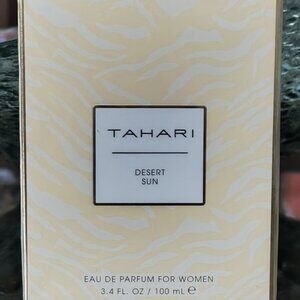 TAHARI
DESERT
SUN
EAU DE PARFUM FOR WOMEN
3.4 FL. OZ / 100 mL ℮